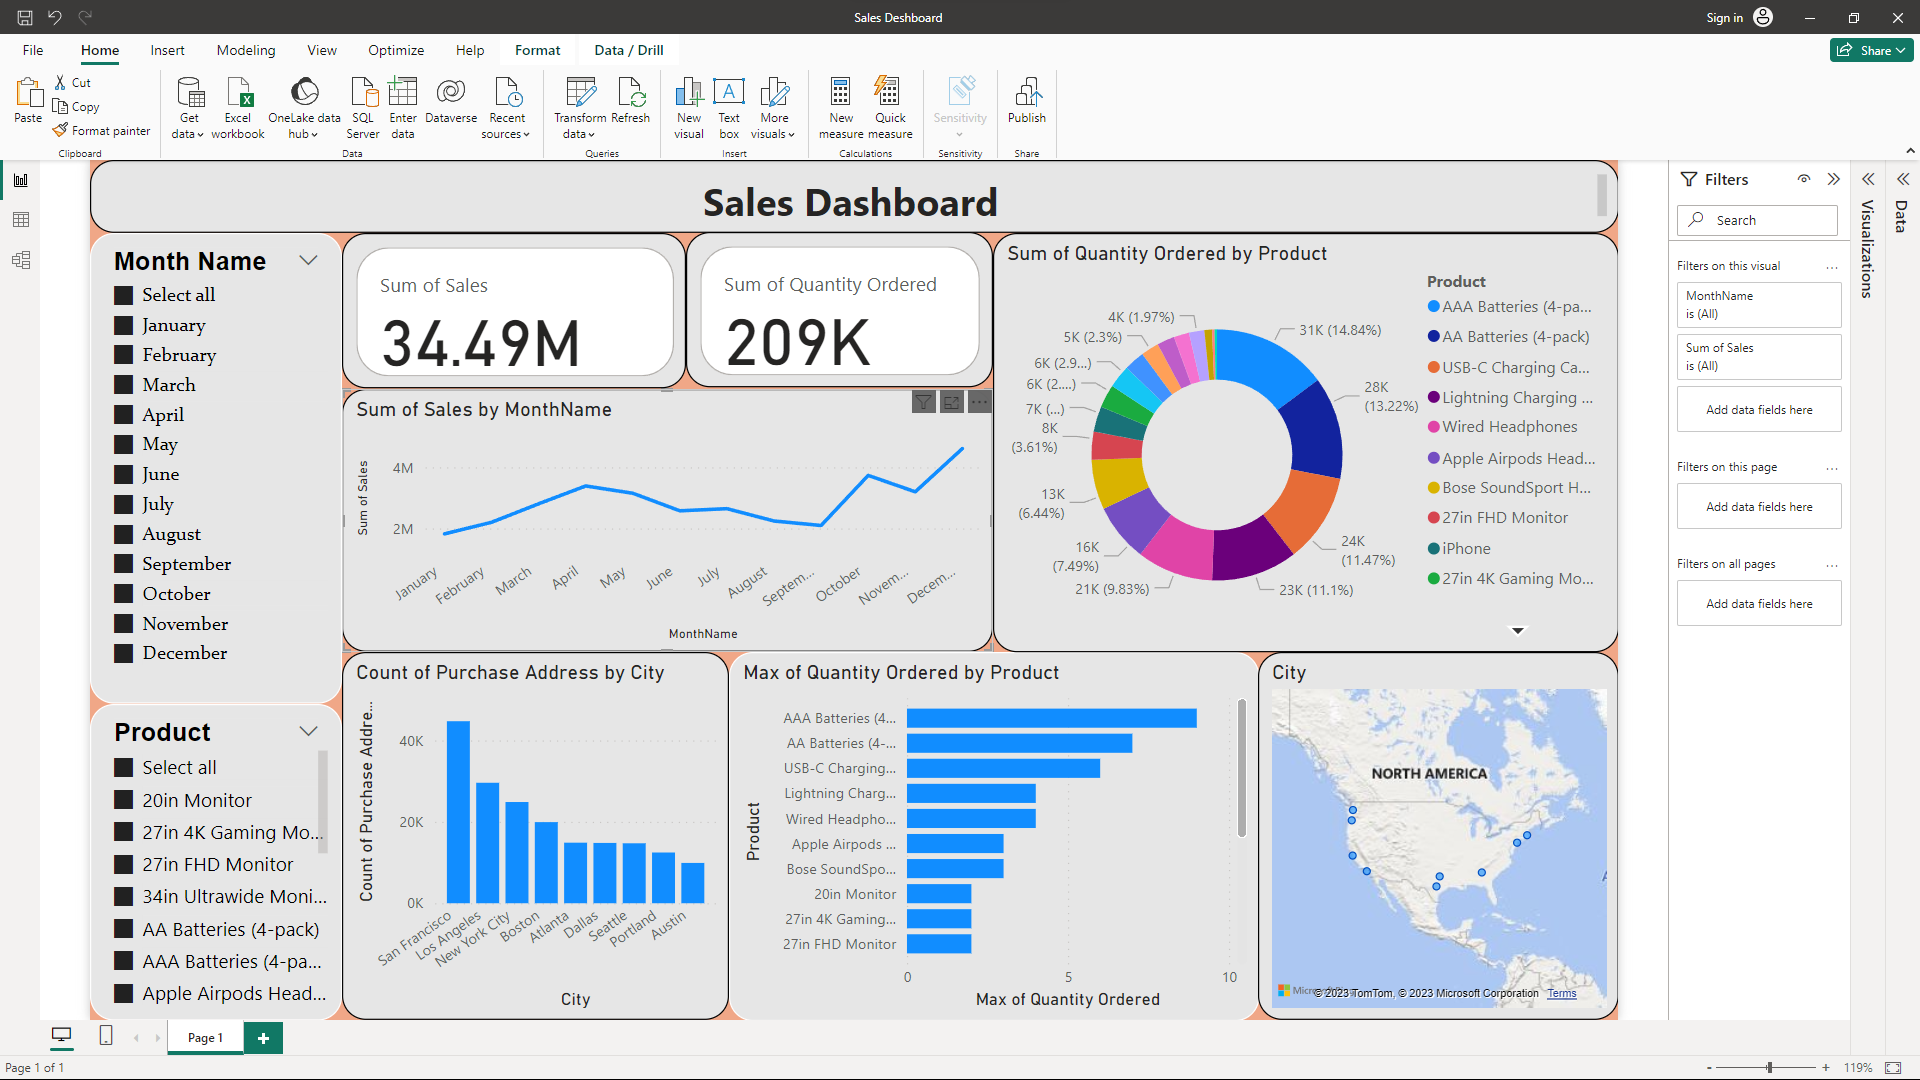 Sales Deshboard
Sign in
File
Home
Insert
Modeling
View
Optimize
Help
Format
Data / Drill
Share
Paste
Cut
Copy
Format painter
Clipboard
Get
data
Excel
workbook
OneLake data
hub
SQL
Server
Enter
data
Dataverse
Recent
sources
Data
Transform
data
Refresh
Queries
New
visual
Text
box
More
visuals
Insert
New
measure
Quick
measure
Calculations
Sensitivity
Sensitivity
Publish
Share
Sales Dashboard
Month Name
Select all
January
February
March
April
May
June
July
August
September
October
November
December
Product
Select all
20in Monitor
27in 4K Gaming Mo...
27in FHD Monitor
34in Ultrawide Moni...
AA Batteries (4-pack)
AAA Batteries (4-pa...
Apple Airpods Head...
Sum of Sales
34.49M
Sum of Quantity Ordered
209K
Sum of Sales by MonthName
Sum of Sales
4M
2M
January
February
March
April
May
June
July
August
Septem...
October
Novem...
Decem...
MonthName
Sum of Quantity Ordered by Product
31K (14.84%)
28K
(13.22%)
24K
(11.47%)
23K (11.1%)
21K (9.83%)
16K
(7.49%)
13K
(6.44%)
8K
(3.61%)
7K (...)
6K (2....)
6K (2.9...)
5K (2.3%)
4K (1.97%)
Product
AAA Batteries (4-pa...
AA Batteries (4-pack)
USB-C Charging Ca...
Lightning Charging ...
Wired Headphones
Apple Airpods Head...
Bose SoundSport H...
27in FHD Monitor
iPhone
27in 4K Gaming Mo...
Count of Purchase Address by City
Count of Purchase Addre...
40K
20K
0K
San Francisco
Los Angeles
New York City
Boston
Atlanta
Dallas
Seattle
Portland
Austin
City
Max of Quantity Ordered by Product
Product
AAA Batteries (4...
AA Batteries (4-...
USB-C Charging...
Lightning Charg...
Wired Headpho...
Apple Airpods ...
Bose SoundSpo...
20in Monitor
27in 4K Gaming...
27in FHD Monitor
0
5
10
Max of Quantity Ordered
City
NORTH AMERICA
© 2023 TomTom, © 2023 Microsoft Corporation Terms
Filters
Search
Filters on this visual
MonthName
is (All)
Sum of Sales
is (All)
Add data fields here
Filters on this page
Add data fields here
Filters on all pages
Add data fields here
Visualizations
Data
Page 1
Page 1 of 1
119%